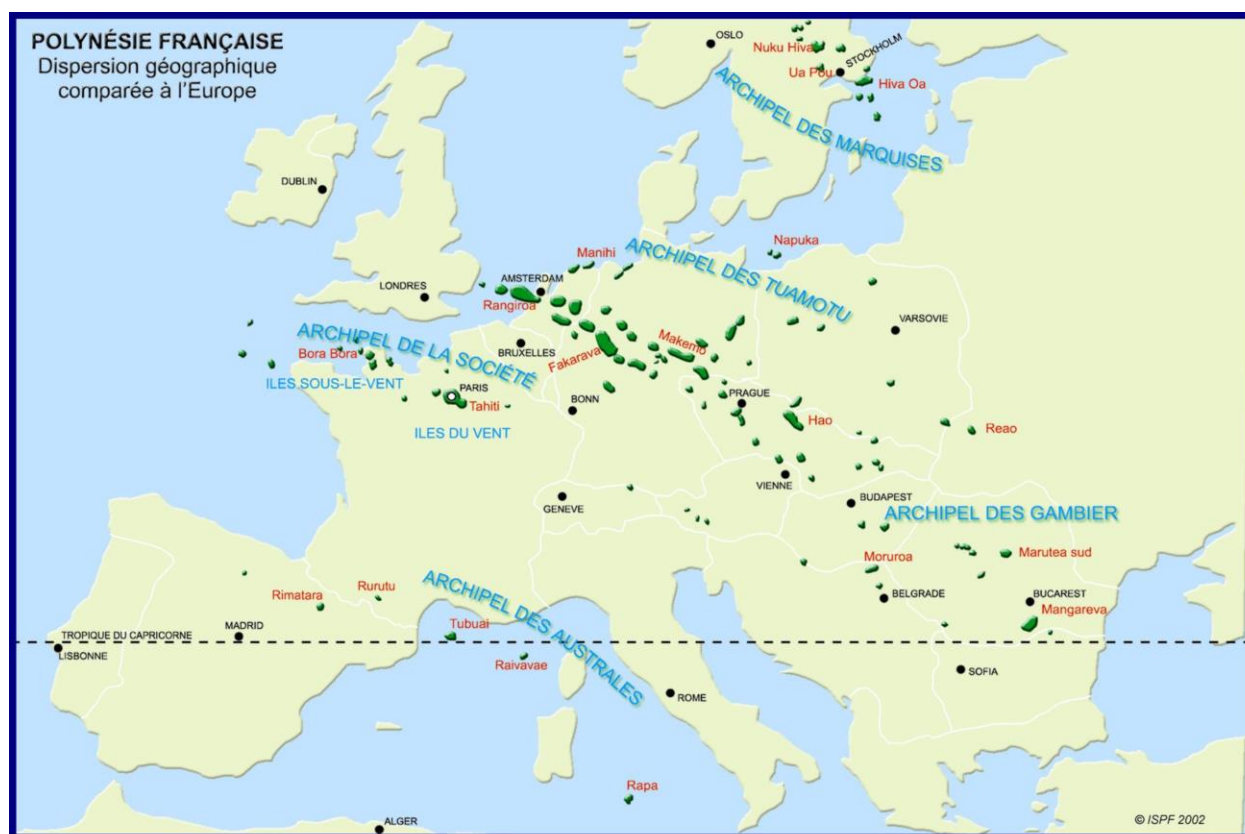 POLYNÉSIE FRANÇAISE
Dispersion géographique
comparée à l'Europe
OSLO
Nuku Hiva
STOCKHOLM
Ua Pou
Hiva Oa
ARCHIPEL DES MARQUISES
DUBLIN
Napuka
Manihi
ARCHIPEL DES TUAMOTU
AMSTERDAM
LONDRES
Rangiroa
VARSOVIE
ARCHIPEL DE LA SOCIÉTÉ
Bora Bora
BRUXELLES
Fakarava
Makemo
ILES SOUS-LE-VENT
PARIS
Tahiti
BONN
PRAGUE
Hao
Reao
ILES DU VENT
VIENNE
GENEVE
BUDAPEST
ARCHIPEL DES GAMBIER
Moruroa
Marutea sud
ARCHIPEL DES AUSTRALES
Rimatara
Rurutu
BELGRADE
BUCAREST
Mangareva
TROPIQUE DU CAPRICORNE
MADRID
Tubuai
LISBONNE
Raivavae
SOFIA
ROME
Rapa
ALGER
© ISPF 2002